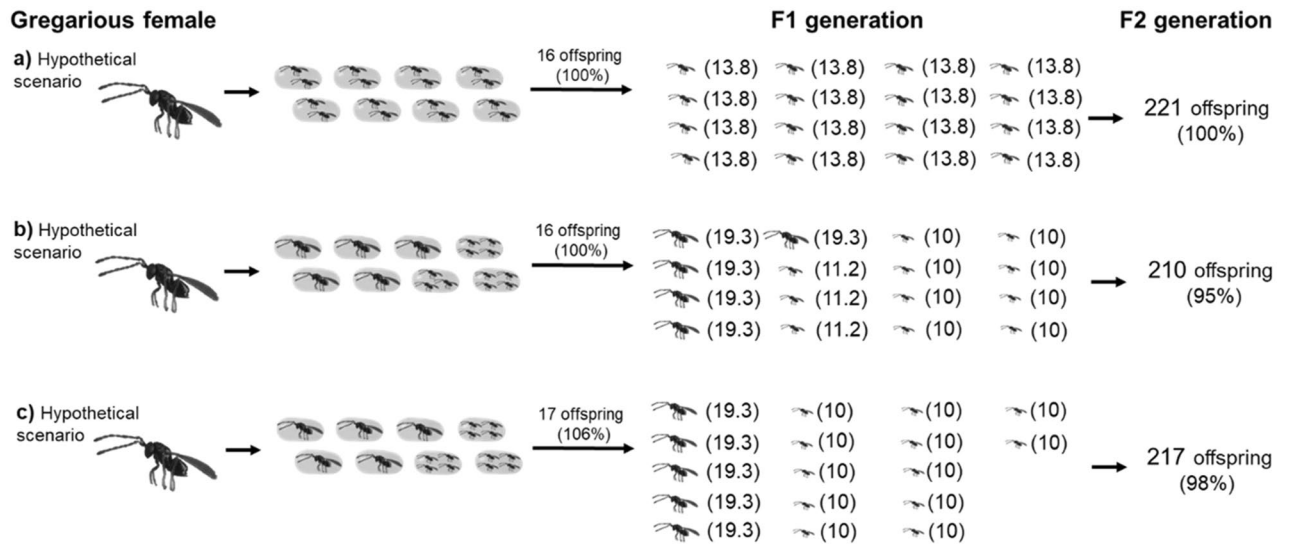 Gregarious female F1 generation F2 generation
a) Hypothetical
scenario
16 offspring
(100%)
(13.8) (13.8) (13.8) (13.8)
(13.8) (13.8) (13.8) (13.8)
(13.8) (13.8) (13.8) (13.8)
(13.8) (13.8) (13.8) (13.8)
221 offspring
(100%)
b) Hypothetical
scenario
16 offspring
(100%)
(19.3) (19.3) (10) (10)
(19.3) (11.2) (10) (10)
(19.3) (11.2) (10) (10)
(19.3) (11.2) (10) (10)
210 offspring
(95%)
c) Hypothetical
scenario
17 offspring
(106%)
(19.3) (10) (10) (10)
(19.3) (10) (10) (10)
(19.3) (10) (10)
(19.3) (10) (10)
(19.3) (10) (10)
217 offspring
(98%)